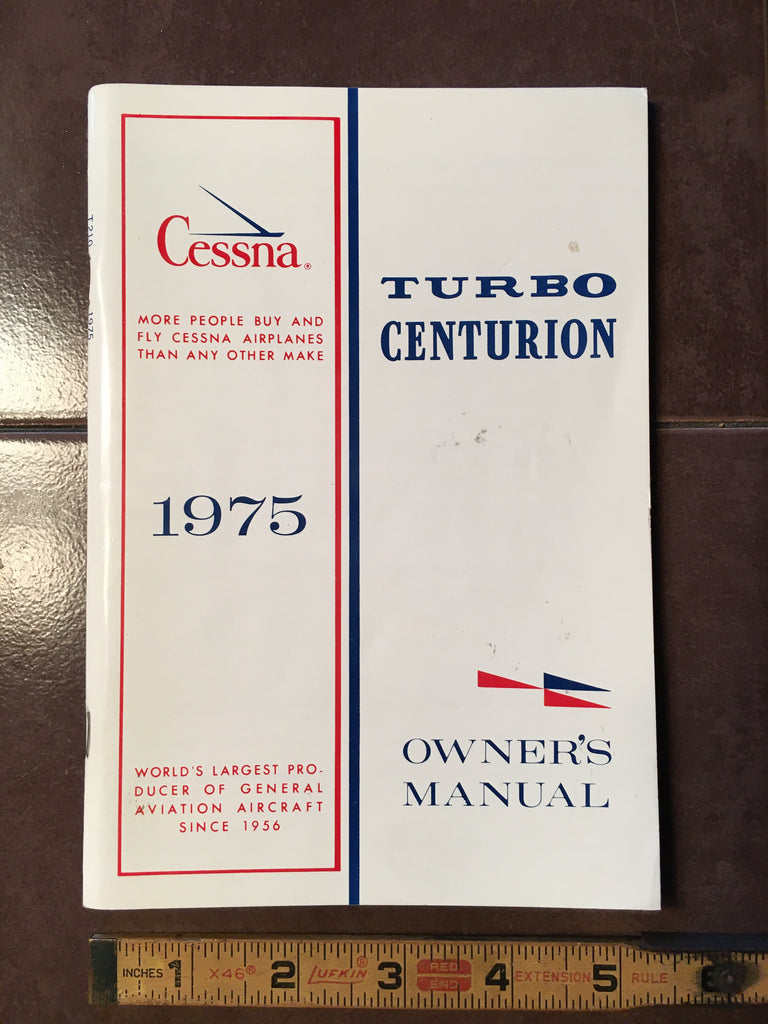 Cessna®
MORE PEOPLE BUY AND
FLY CESSNA AIRPLANES
THAN ANY OTHER MAKE
1975
WORLD'S LARGEST PRO-
DUCER OF GENERAL
AVIATION AIRCRAFT
SINCE 1956
TURBO
CENTURION
OWNER'S
MANUAL
T210 1975
INCHES 1 X46® 2 LUFKIN® 3 RED END 4 EXTENSION 5 RULE 6